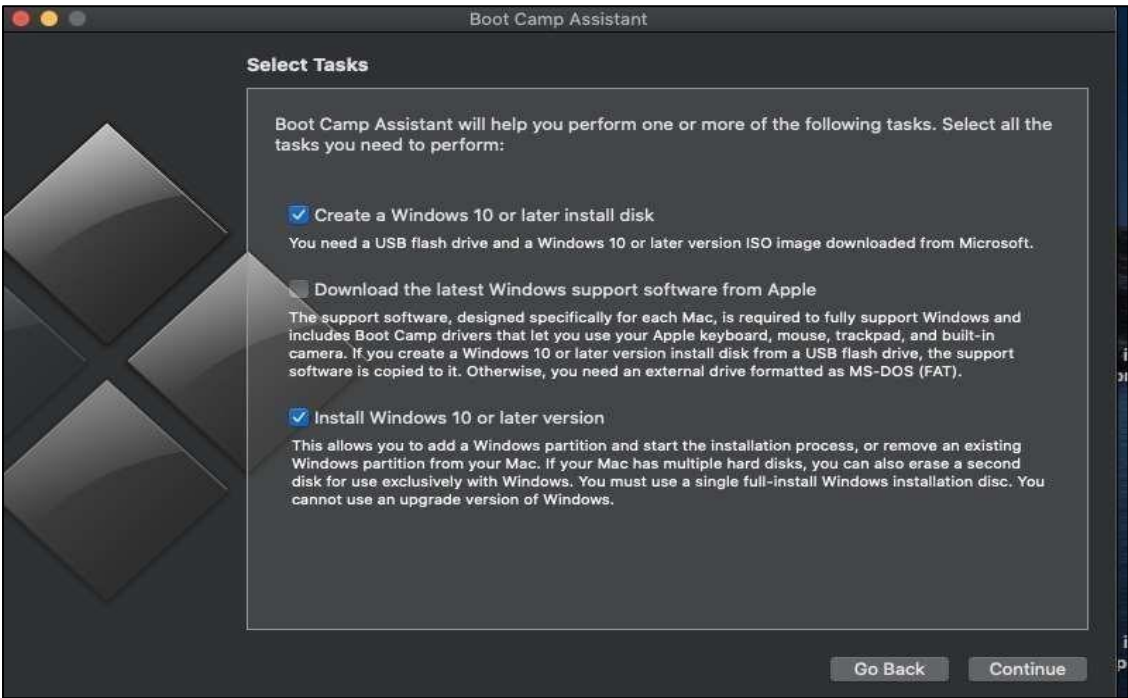 Boot Camp Assistant
Select Tasks
Boot Camp Assistant will help you perform one or more of the following tasks. Select all the
tasks you need to perform:
Create a Windows 10 or later install disk
You need a USB flash drive and a Windows 10 or later version ISO image downloaded from Microsoft.
Download the latest Windows support software from Apple
The support software, designed specifically for each Mac, is required to fully support Windows and
includes Boot Camp drivers that let you use your Apple keyboard, mouse, trackpad, and built-in
camera. If you create a Windows 10 or later version install disk from a USB flash drive, the support
software is copied to it. Otherwise, you need an external drive formatted as MS-DOS (FAT).
Install Windows 10 or later version
This allows you to add a Windows partition and start the installation process, or remove an existing
Windows partition from your Mac. If your Mac has multiple hard disks, you can also erase a second
disk for use exclusively with Windows. You must use a single full-install Windows installation disc. You
cannot use an upgrade version of Windows.
Go Back Continue